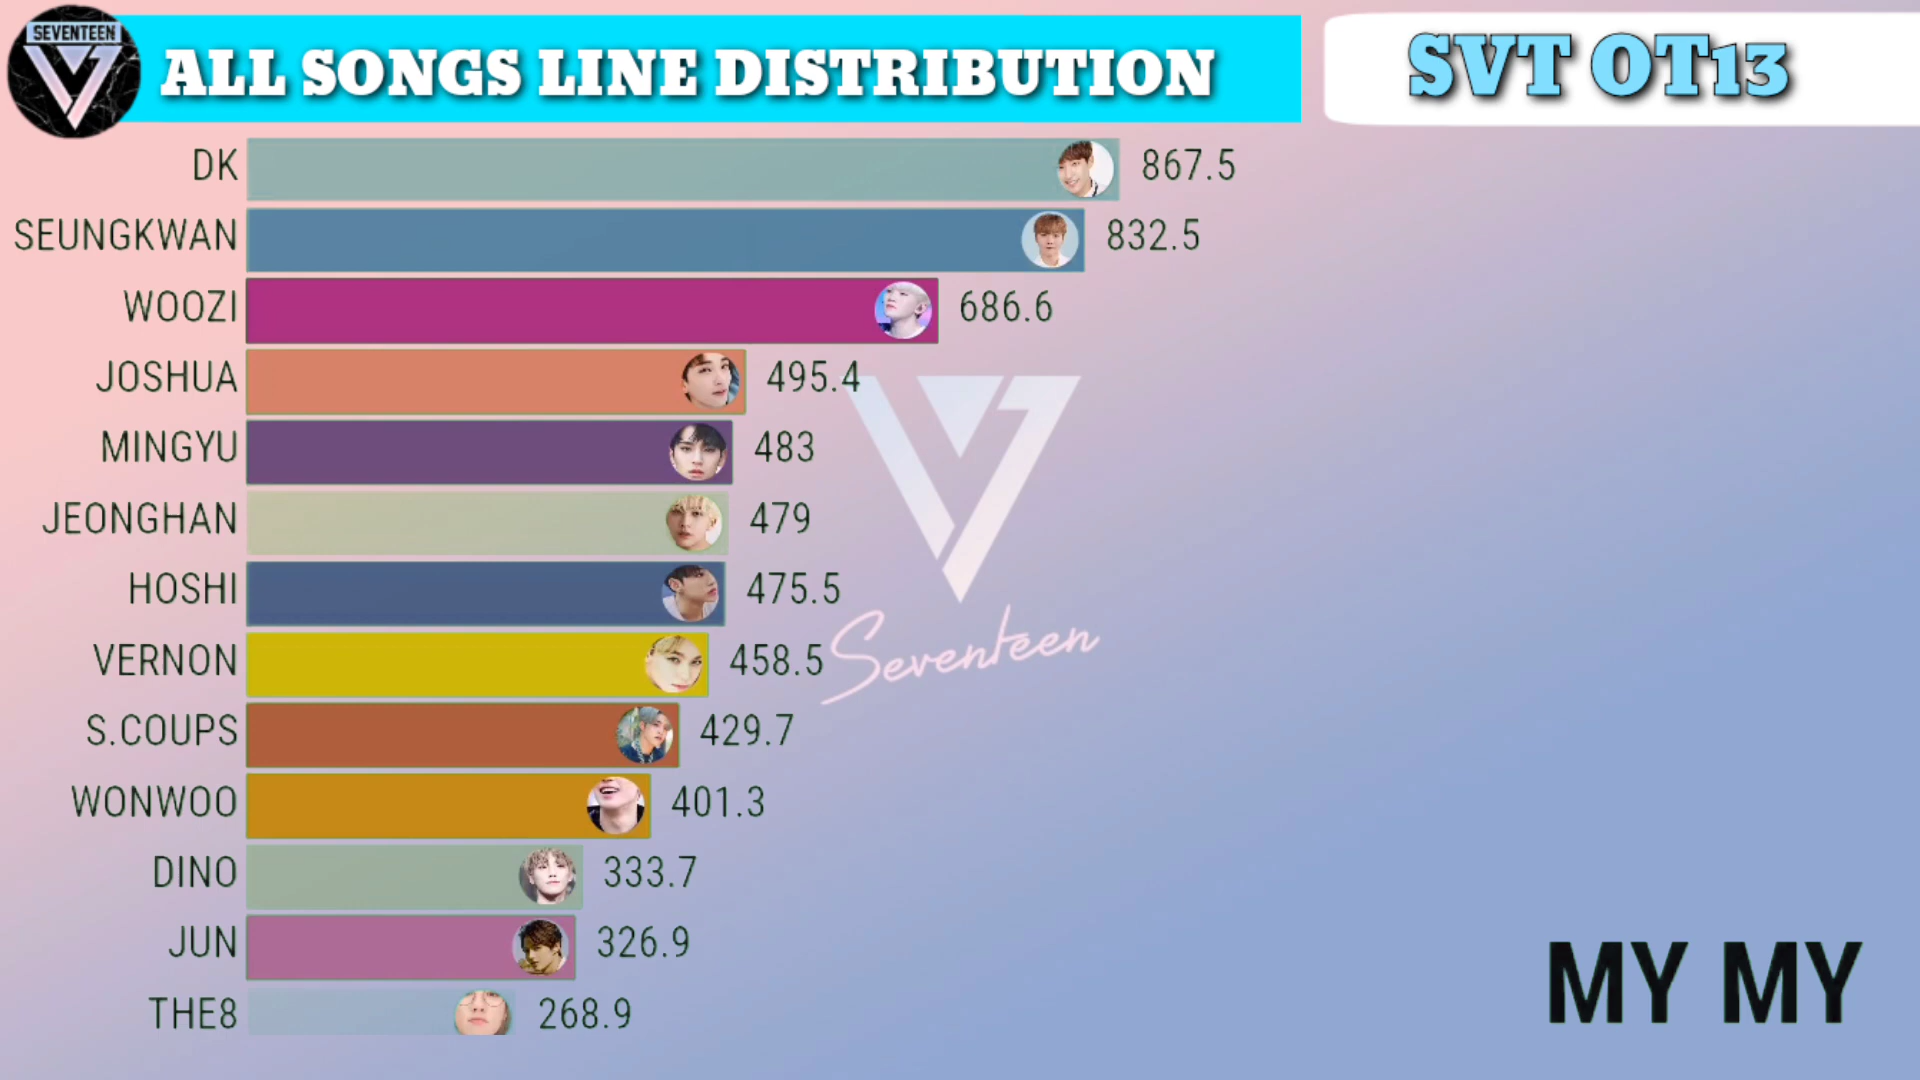 SEVENTEEN
ALL SONGS LINE DISTRIBUTION
SVT OT13
DK 867.5
SEUNGKWAN 832.5
WOOZI 686.6
JOSHUA 495.4
MINGYU 483
JEONGHAN 479
HOSHI 475.5
VERNON 458.5
Seventeen
S.COUPS 429.7
WONWOO 401.3
DINO 333.7
JUN 326.9
THE8 268.9
MY MY